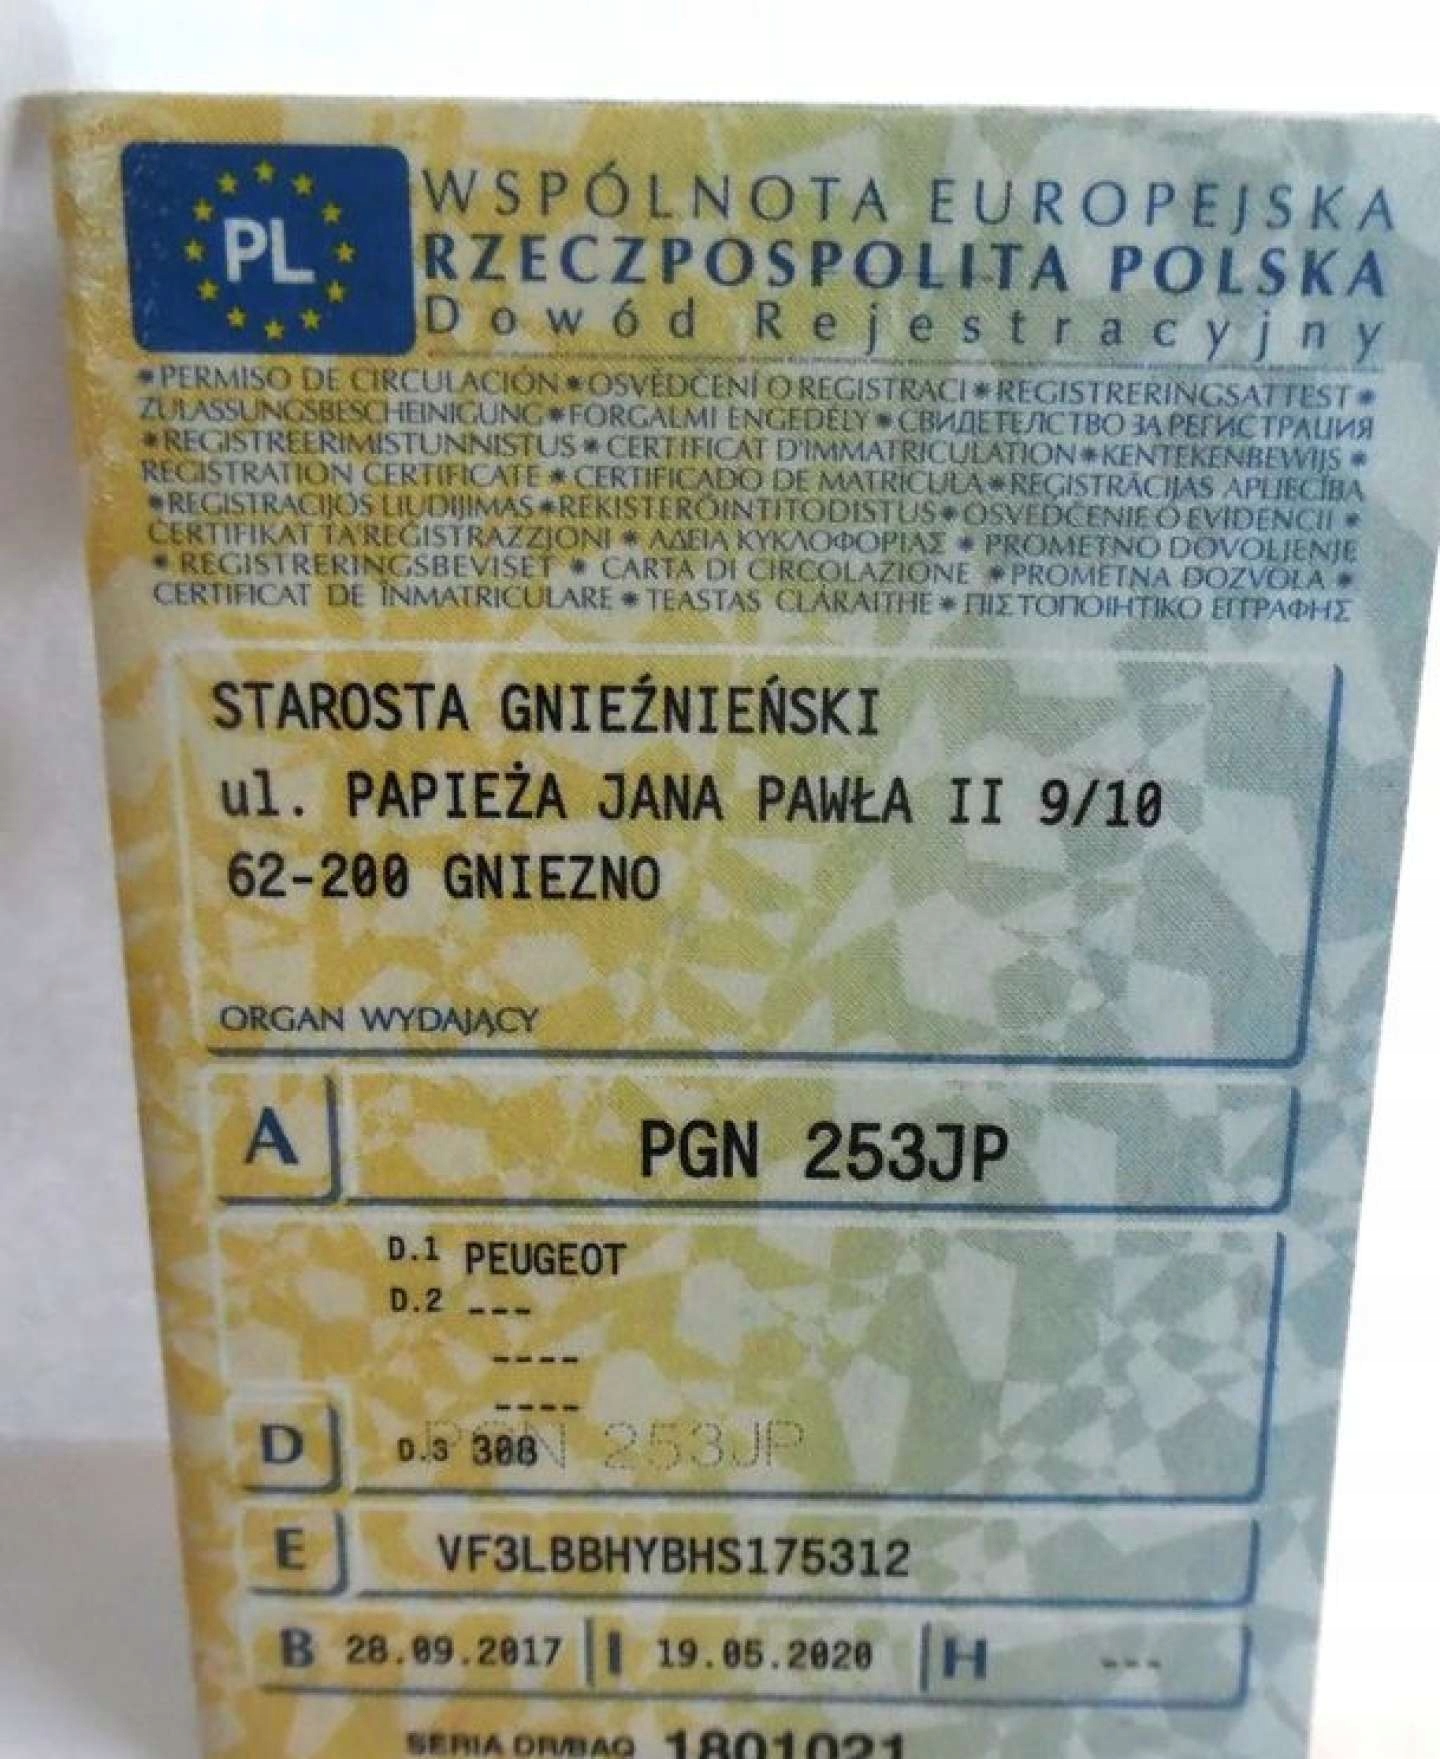 PL
WSPÓLNOTA EUROPEJSKA
RZECZPOSPOLITA POLSKA
Dowód Rejestracyjny
*PERMISO DE CIRCULACIÓN*OSVĚDČENÍ O REGISTRACI*REGISTRERINGSATTEST*
ZULASSUNGSBESCHEINIGUNG*FORGALMI ENGEDÉLY*СВИДЕТЕЛСТВО ЗА РЕГИСТРАЦИЯ
*REGISTREERIMISTUNNISTUS*CERTIFICAT D'IMMATRICULATION*KENTEKENBEWIJS*
REGISTRATION CERTIFICATE*CERTIFICADO DE MATRÍCULA*REĢISTRĀCIJAS APLIECĪBA
*REGISTRACIJOS LIUDIJIMAS*REKISTERÖINTITODISTUS*OSVEDČENIE O EVIDENCII*
ĊERTIFIKAT TA'REĠISTRAZZJONI*ΑΔΕΙΑ ΚΥΚΛΟΦΟΡΙΑΣ*PROMETNO DOVOLJENJE
*REGISTRERINGSBEVISET*CARTA DI CIRCOLAZIONE*PROMETNA DOZVOLA*
CERTIFICAT DE ÎNMATRICULARE*TEASTAS CLÁRAITHE*ΠΙΣΤΟΠΟΙΗΤΙΚΟ ΕΓΓΡΑΦΗΣ
STAROSTA GNIEŹNIEŃSKI
ul. PAPIEŻA JANA PAWŁA II 9/10
62-200 GNIEZNO
ORGAN WYDAJĄCY
A PGN 253JP
D.1 PEUGEOT
D.2 ---
----
----
D D.3 308 PGN 253JP
E VF3LBBHYBHS175312
B 28.09.2017 I 19.05.2020 H ---
SERIA DR/BAQ 1801021